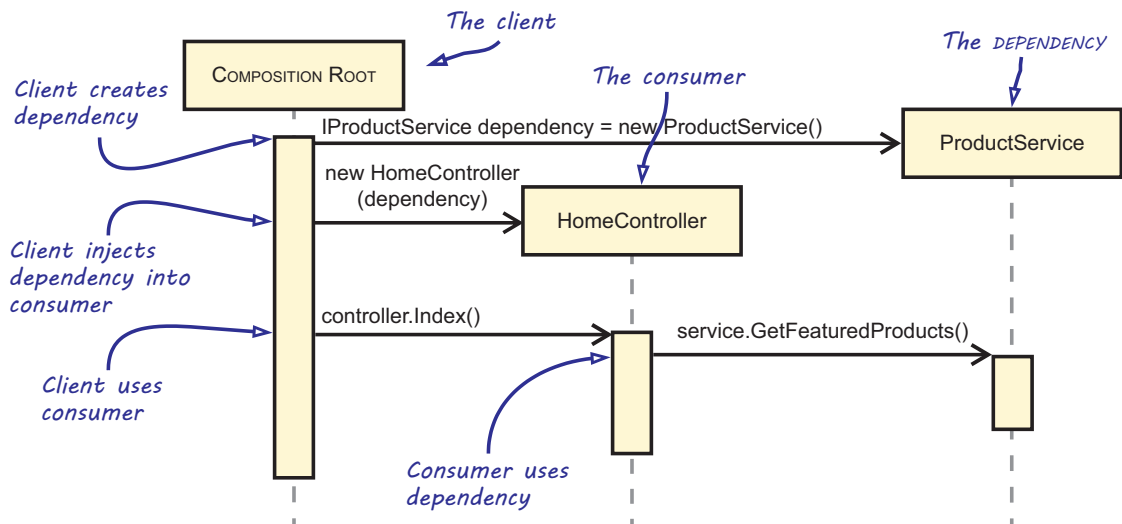 The client
The DEPENDENCY
COMPOSITION ROOT
The consumer
Client creates
dependency
IProductService dependency = new ProductService()
ProductService
new HomeController
(dependency)
HomeController
Client injects
dependency into
consumer
controller.Index()
service.GetFeaturedProducts()
Client uses
consumer
Consumer uses
dependency